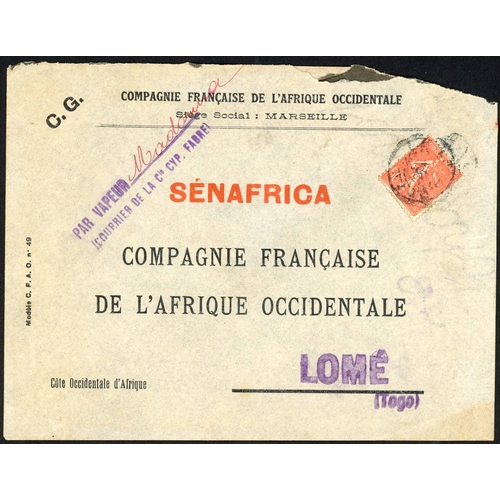 C. G.
COMPAGNIE FRANÇAISE DE L'AFRIQUE OCCIDENTALE
Siège Social : MARSEILLE
PAR VAPEUR Madonna
(COURRIER DE LA Cie CYP. FABRE)
SÉNAFRICA
COMPAGNIE FRANÇAISE
DE L'AFRIQUE OCCIDENTALE
LOMÉ
(Togo)
Côte Occidentale d'Afrique
Modèle C. F. A. O. n° 49